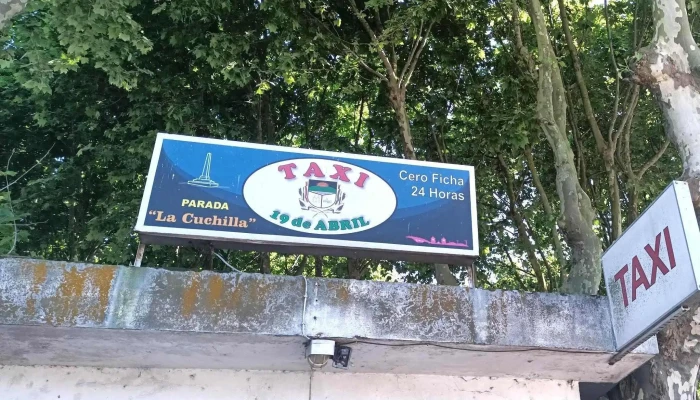 TAXI
19 de ABRIL
PARADA
"La Cuchilla"
Cero Ficha
24 Horas
TAXI